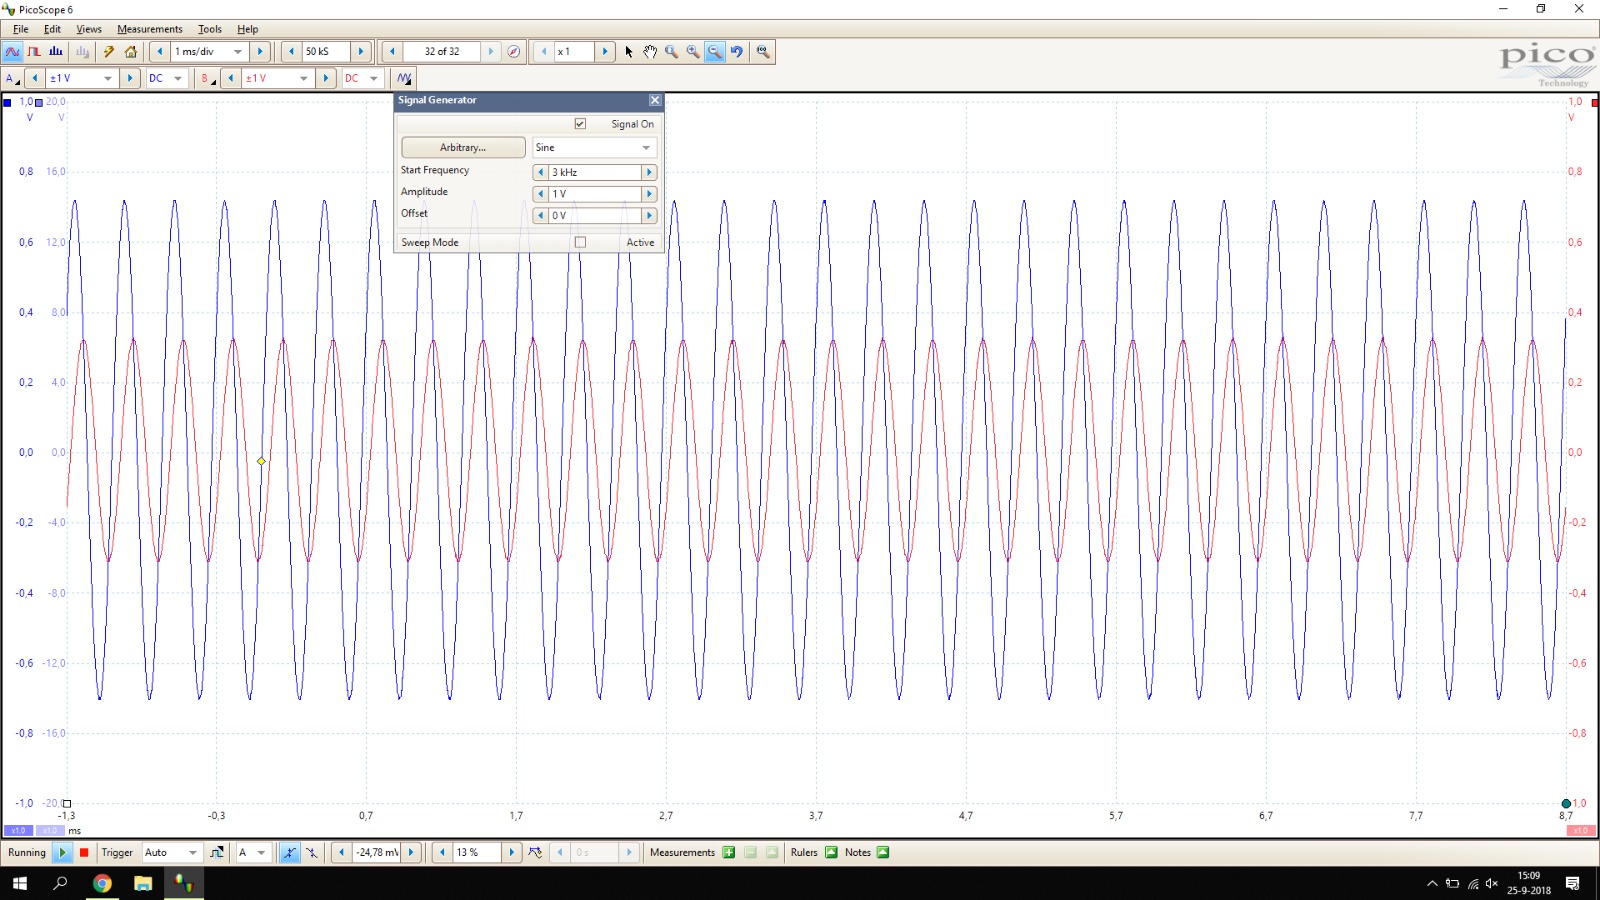 PicoScope 6
File Edit Views Measurements Tools Help
1 ms/div 50 kS 32 of 32 x 1
pico
Technology
A ±1 V DC B ±1 V DC
Signal Generator
Signal On
Arbitrary... Sine
Start Frequency 3 kHz
Amplitude 1 V
Offset 0 V
Sweep Mode Active
1,0 20,0 1,0
V V V
0,8 16,0 0,8
0,6 12,0 0,6
0,4 8,0 0,4
0,2 4,0 0,2
0,0 0,0 0,0
-0,2 -4,0 -0,2
-0,4 -8,0 -0,4
-0,6 -12,0 -0,6
-0,8 -16,0 -0,8
-1,0 -20,0 -1,0
-1,3 -0,3 0,7 1,7 2,7 3,7 4,7 5,7 6,7 7,7 8,7
x1.0 x1.0 ms x1.0
Running Trigger Auto A -24,78 mV 13 % 0 s Measurements Rulers Notes
15:09
25-9-2018